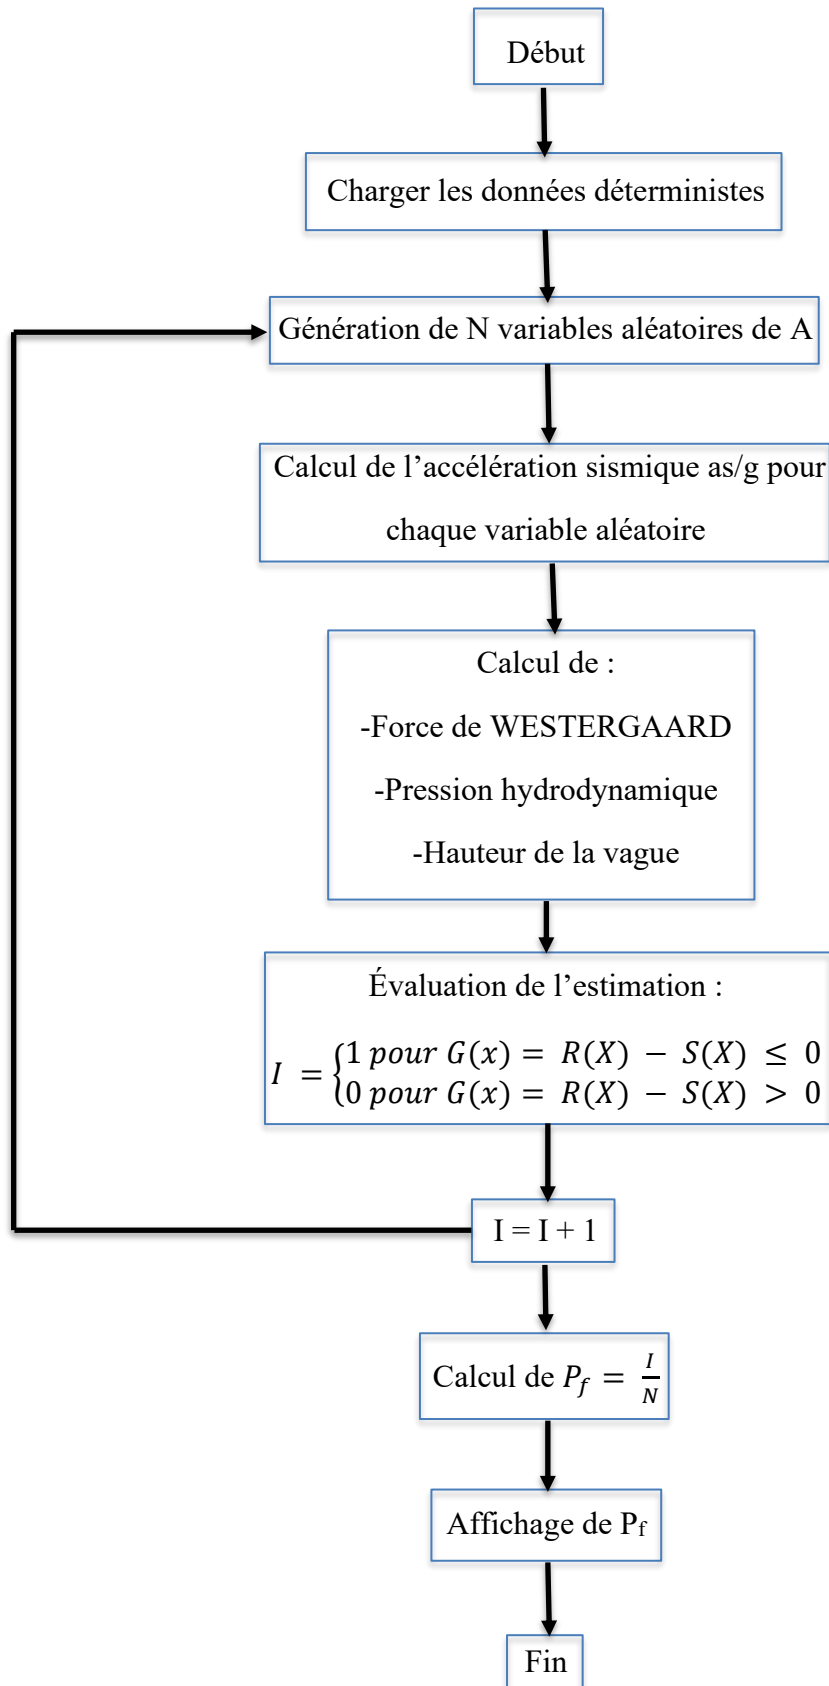 Début
Charger les données déterministes
Génération de N variables aléatoires de A
Calcul de l’accélération sismique as/g pour
chaque variable aléatoire
Calcul de :
-Force de WESTERGAARD
-Pression hydrodynamique
-Hauteur de la vague
Évaluation de l’estimation :
I = {1 pour G(x) = R(X) − S(X) ≤ 0
{0 pour G(x) = R(X) − S(X) > 0
I = I + 1
Calcul de P_f = I/N
Affichage de P_f
Fin